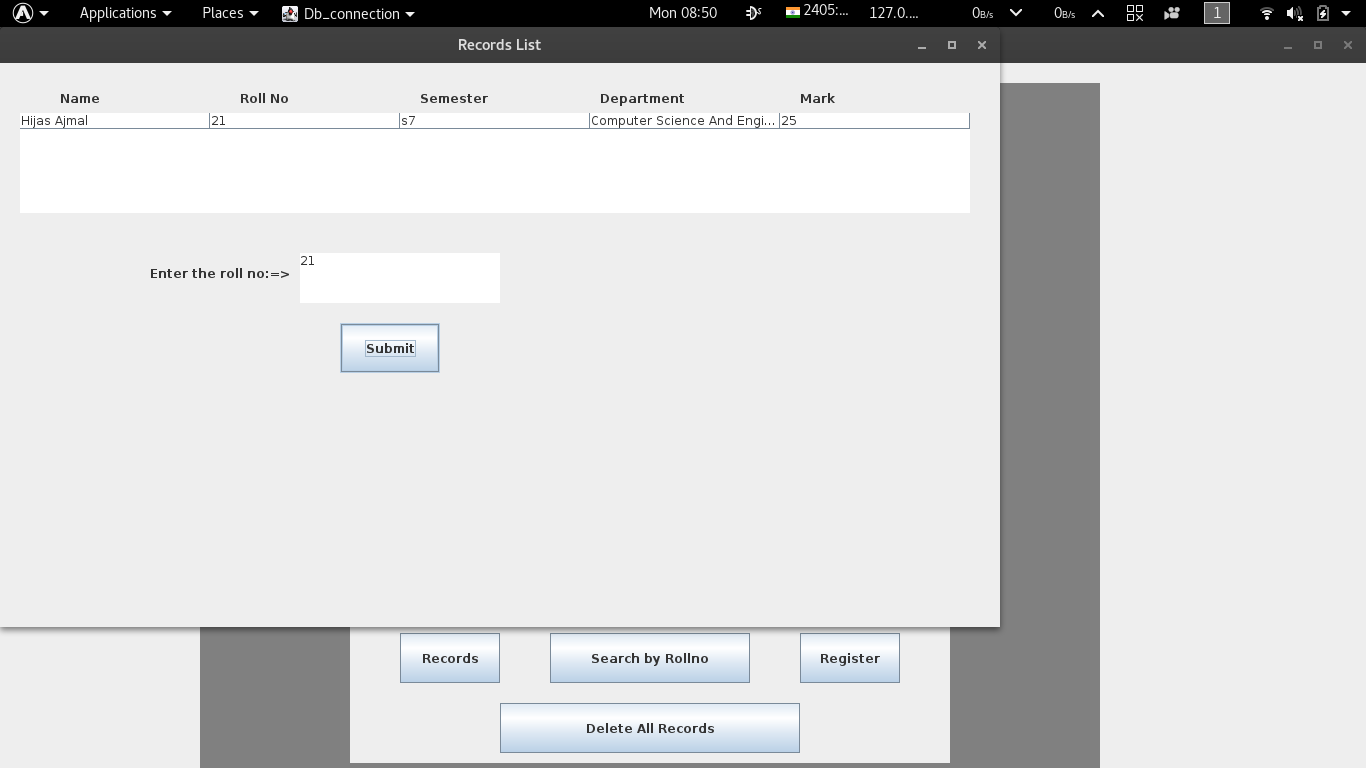 Applications Places Db_connection Mon 08:50 2405:... 127.0.... 0B/s 0B/s 1
Records List
Name Roll No Semester Department Mark
Hijas Ajmal 21 s7 Computer Science And Engi... 25
Enter the roll no:=> 21
Submit
Records Search by Rollno Register
Delete All Records